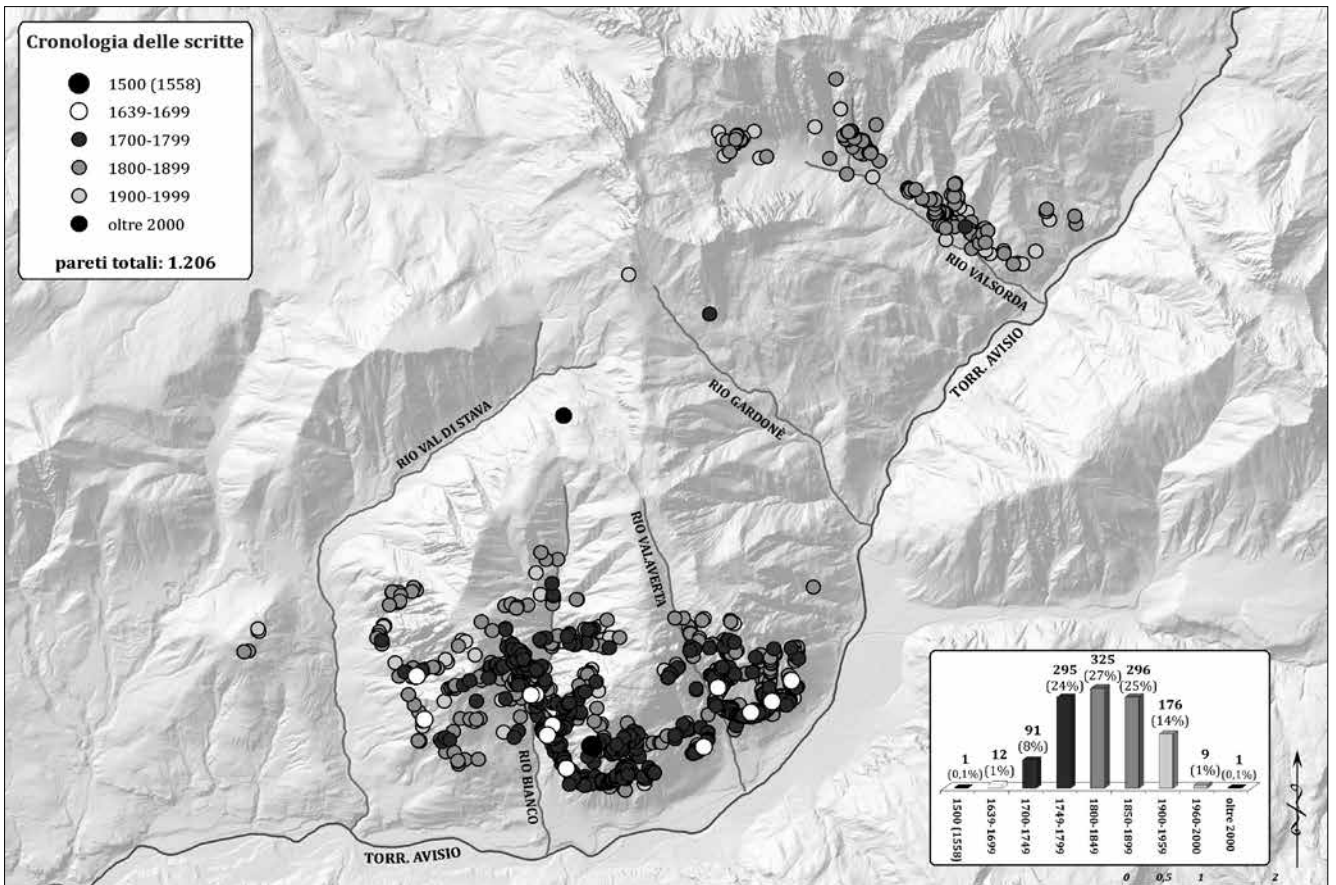 Cronologia delle scritte
1500 (1558)
1639-1699
1700-1799
1800-1899
1900-1999
oltre 2000
pareti totali: 1.206
RIO VALSORDA
TORR. AVISIO
RIO GARDONÈ
RIO VAL DI STAVA
RIO VALAVERTA
RIO BIANCO
TORR. AVISIO
1
(0,1%)
12
(1%)
91
(8%)
295
(24%)
325
(27%)
296
(25%)
176
(14%)
9
(1%)
1
(0,1%)
1500 (1558)
1639-1699
1700-1749
1749-1799
1800-1849
1850-1899
1900-1959
1960-2000
oltre 2000
0 0,5 1 2